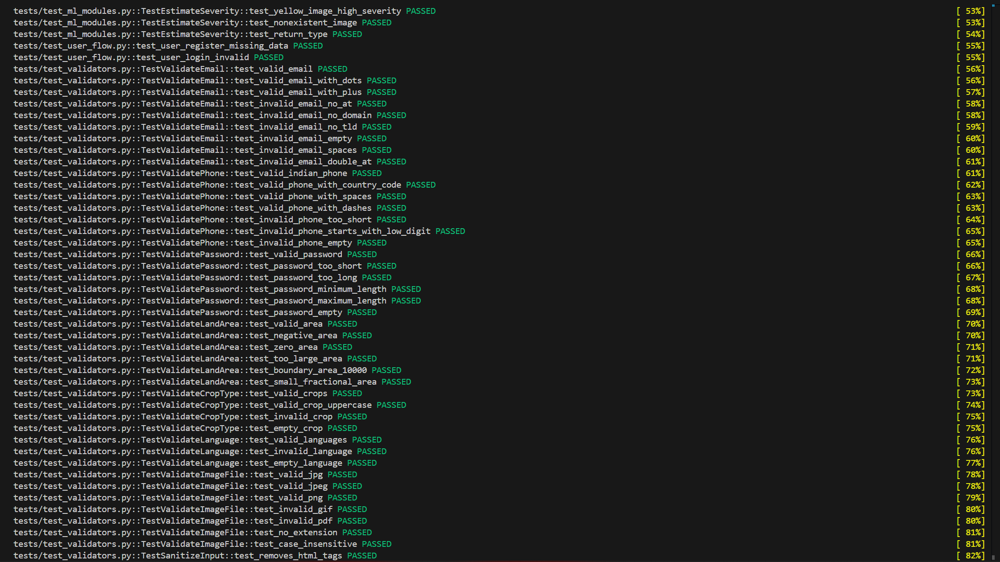 tests/test_ml_modules.py::TestEstimateSeverity::test_yellow_image_high_severity PASSED [ 53%]
tests/test_ml_modules.py::TestEstimateSeverity::test_nonexistent_image PASSED [ 53%]
tests/test_ml_modules.py::TestEstimateSeverity::test_return_type PASSED [ 54%]
tests/test_user_flow.py::test_user_register_missing_data PASSED [ 55%]
tests/test_user_flow.py::test_user_login_invalid PASSED [ 55%]
tests/test_validators.py::TestValidateEmail::test_valid_email PASSED [ 56%]
tests/test_validators.py::TestValidateEmail::test_valid_email_with_dots PASSED [ 56%]
tests/test_validators.py::TestValidateEmail::test_valid_email_with_plus PASSED [ 57%]
tests/test_validators.py::TestValidateEmail::test_invalid_email_no_at PASSED [ 58%]
tests/test_validators.py::TestValidateEmail::test_invalid_email_no_domain PASSED [ 58%]
tests/test_validators.py::TestValidateEmail::test_invalid_email_no_tld PASSED [ 59%]
tests/test_validators.py::TestValidateEmail::test_invalid_email_empty PASSED [ 60%]
tests/test_validators.py::TestValidateEmail::test_invalid_email_spaces PASSED [ 60%]
tests/test_validators.py::TestValidateEmail::test_invalid_email_double_at PASSED [ 61%]
tests/test_validators.py::TestValidatePhone::test_valid_indian_phone PASSED [ 61%]
tests/test_validators.py::TestValidatePhone::test_valid_phone_with_country_code PASSED [ 62%]
tests/test_validators.py::TestValidatePhone::test_valid_phone_with_spaces PASSED [ 63%]
tests/test_validators.py::TestValidatePhone::test_valid_phone_with_dashes PASSED [ 63%]
tests/test_validators.py::TestValidatePhone::test_invalid_phone_too_short PASSED [ 64%]
tests/test_validators.py::TestValidatePhone::test_invalid_phone_starts_with_low_digit PASSED [ 65%]
tests/test_validators.py::TestValidatePhone::test_invalid_phone_empty PASSED [ 65%]
tests/test_validators.py::TestValidatePassword::test_valid_password PASSED [ 66%]
tests/test_validators.py::TestValidatePassword::test_password_too_short PASSED [ 66%]
tests/test_validators.py::TestValidatePassword::test_password_too_long PASSED [ 67%]
tests/test_validators.py::TestValidatePassword::test_password_minimum_length PASSED [ 68%]
tests/test_validators.py::TestValidatePassword::test_password_maximum_length PASSED [ 68%]
tests/test_validators.py::TestValidatePassword::test_password_empty PASSED [ 69%]
tests/test_validators.py::TestValidateLandArea::test_valid_area PASSED [ 70%]
tests/test_validators.py::TestValidateLandArea::test_negative_area PASSED [ 70%]
tests/test_validators.py::TestValidateLandArea::test_zero_area PASSED [ 71%]
tests/test_validators.py::TestValidateLandArea::test_too_large_area PASSED [ 71%]
tests/test_validators.py::TestValidateLandArea::test_boundary_area_10000 PASSED [ 72%]
tests/test_validators.py::TestValidateLandArea::test_small_fractional_area PASSED [ 73%]
tests/test_validators.py::TestValidateCropType::test_valid_crops PASSED [ 73%]
tests/test_validators.py::TestValidateCropType::test_valid_crop_uppercase PASSED [ 74%]
tests/test_validators.py::TestValidateCropType::test_invalid_crop PASSED [ 75%]
tests/test_validators.py::TestValidateCropType::test_empty_crop PASSED [ 75%]
tests/test_validators.py::TestValidateLanguage::test_valid_languages PASSED [ 76%]
tests/test_validators.py::TestValidateLanguage::test_invalid_language PASSED [ 76%]
tests/test_validators.py::TestValidateLanguage::test_empty_language PASSED [ 77%]
tests/test_validators.py::TestValidateImageFile::test_valid_jpg PASSED [ 78%]
tests/test_validators.py::TestValidateImageFile::test_valid_jpeg PASSED [ 78%]
tests/test_validators.py::TestValidateImageFile::test_valid_png PASSED [ 79%]
tests/test_validators.py::TestValidateImageFile::test_invalid_gif PASSED [ 80%]
tests/test_validators.py::TestValidateImageFile::test_invalid_pdf PASSED [ 80%]
tests/test_validators.py::TestValidateImageFile::test_no_extension PASSED [ 81%]
tests/test_validators.py::TestValidateImageFile::test_case_insensitive PASSED [ 81%]
tests/test_validators.py::TestSanitizeInput::test_removes_html_tags PASSED [ 82%]